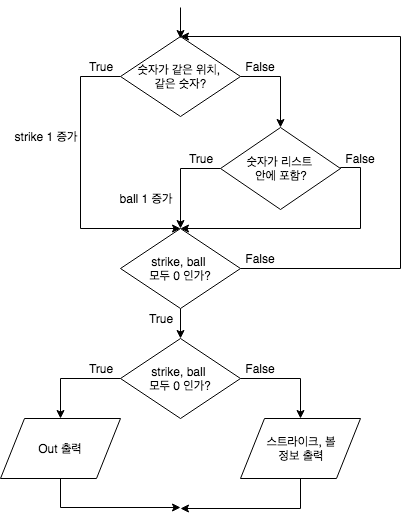 True
숫자가 같은 위치,
같은 숫자?
False
strike 1 증가
True
숫자가 리스트
안에 포함?
False
ball 1 증가
strike, ball
모두 0 인가?
False
True
True
strike, ball
모두 0 인가?
False
Out 출력
스트라이크, 볼
정보 출력